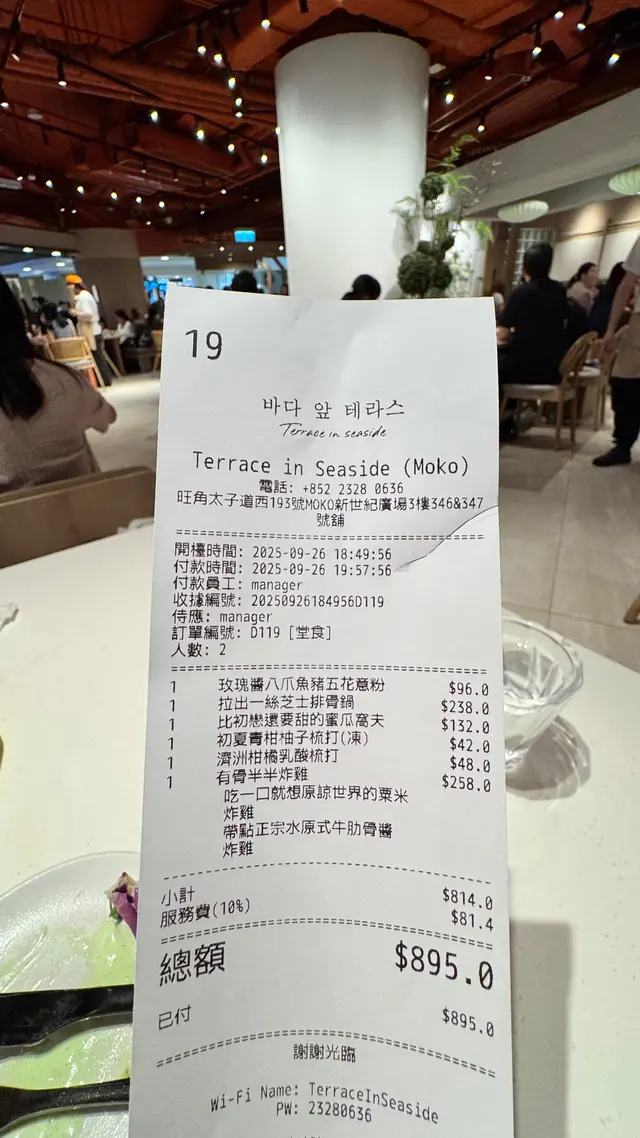 19
바다 앞 테라스
Terrace in seaside
Terrace in Seaside (Moko)
電話: +852 2328 0636
旺角太子道西193號MOKO新世紀廣場3樓346&347
號舖
開檯時間: 2025-09-26 18:49:56
付款時間: 2025-09-26 19:57:56
付款員工: manager
收據編號: 20250926184956D119
侍應: manager
訂單編號: D119 [堂食]
人數: 2
1 玫瑰醬八爪魚豬五花意粉 $96.0
1 拉出一絲芝士排骨鍋 $238.0
1 比初戀還要甜的蜜瓜窩夫 $132.0
1 初夏青柑柚子梳打(凍) $42.0
1 濟洲柑橘乳酸梳打 $48.0
1 有骨半半炸雞 $258.0
吃一口就想原諒世界的粟米
炸雞
帶點正宗水原式牛肋骨醬
炸雞
小計 $814.0
服務費(10%) $81.4
總額 $895.0
已付 $895.0
謝謝光臨
Wi-Fi Name: TerraceInSeaside
PW: 23280636